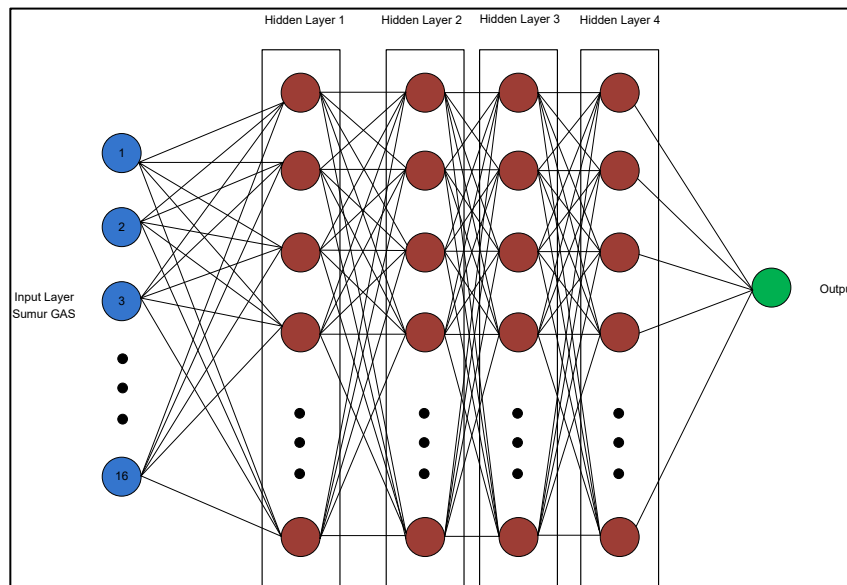 Hidden Layer 1
Hidden Layer 2
Hidden Layer 3
Hidden Layer 4
1
2
3
16
Input Layer
Sumur GAS
Outpu